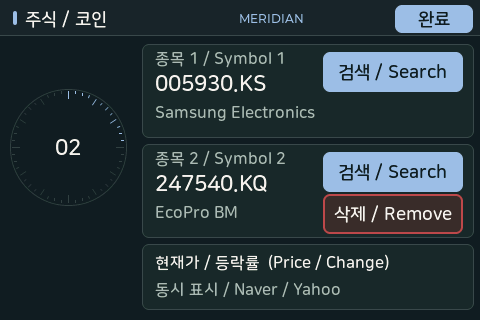 주식 / 코인
MERIDIAN
완료
02
종목 1 / Symbol 1
005930.KS
Samsung Electronics
검색 / Search
종목 2 / Symbol 2
247540.KQ
EcoPro BM
검색 / Search
삭제 / Remove
현재가 / 등락률 (Price / Change)
동시 표시 / Naver / Yahoo